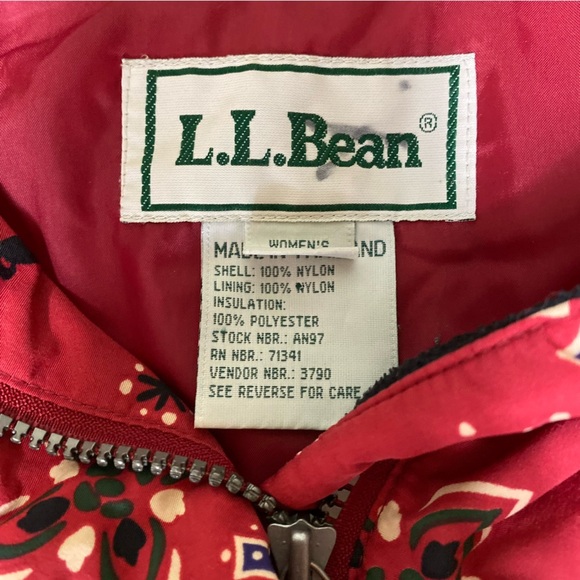 L.L.Bean®
WOMEN'S
MADE IN
SHELL: 100% NYLON
LINING: 100% NYLON
INSULATION:
100% POLYESTER
STOCK NBR.: AN97
RN NBR.: 71341
VENDOR NBR.: 3790
SEE REVERSE FOR CARE